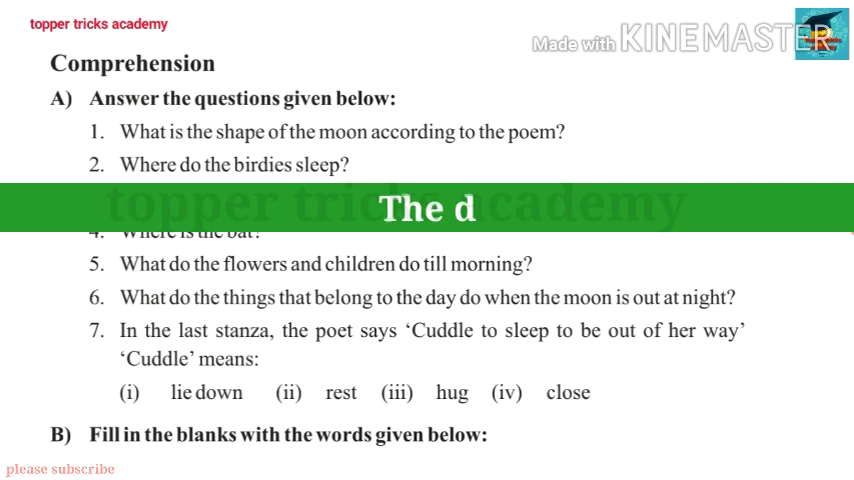 topper tricks academy
Made with KINEMASTER
Comprehension
A) Answer the questions given below:
1. What is the shape of the moon according to the poem?
2. Where do the birdies sleep?
topper tricks academy
The d
4. Where is the bat?
5. What do the flowers and children do till morning?
6. What do the things that belong to the day do when the moon is out at night?
7. In the last stanza, the poet says ‘Cuddle to sleep to be out of her way’
‘Cuddle’ means:
(i) lie down (ii) rest (iii) hug (iv) close
B) Fill in the blanks with the words given below:
please subscribe